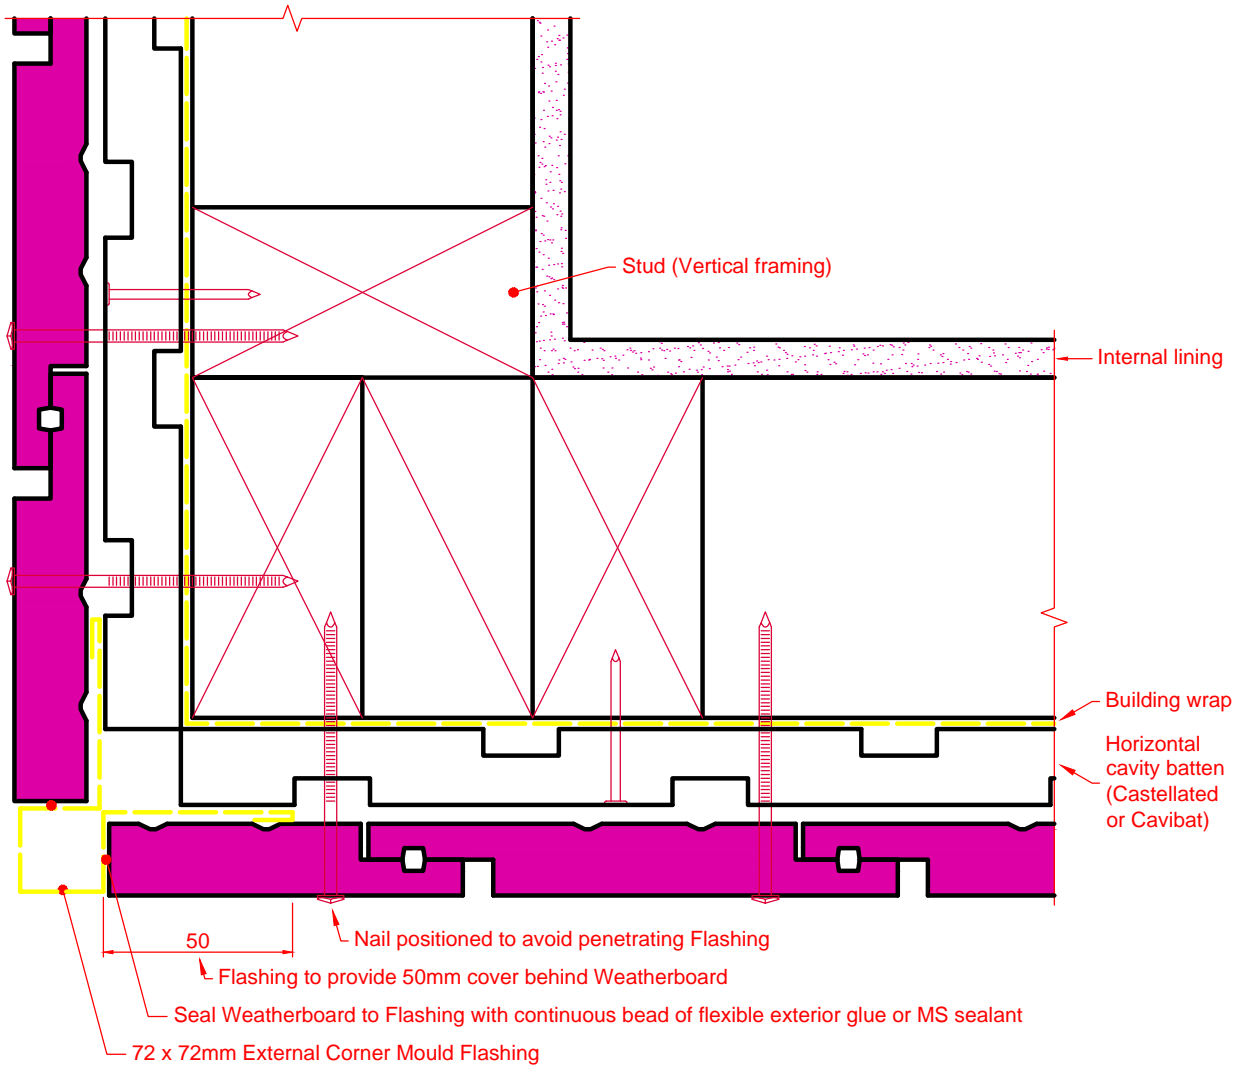 Stud (Vertical framing)
Internal lining
Building wrap
Horizontal
cavity batten
(Castellated
or Cavibat)
50
Nail positioned to avoid penetrating Flashing
Flashing to provide 50mm cover behind Weatherboard
Seal Weatherboard to Flashing with continuous bead of flexible exterior glue or MS sealant
72 x 72mm External Corner Mould Flashing